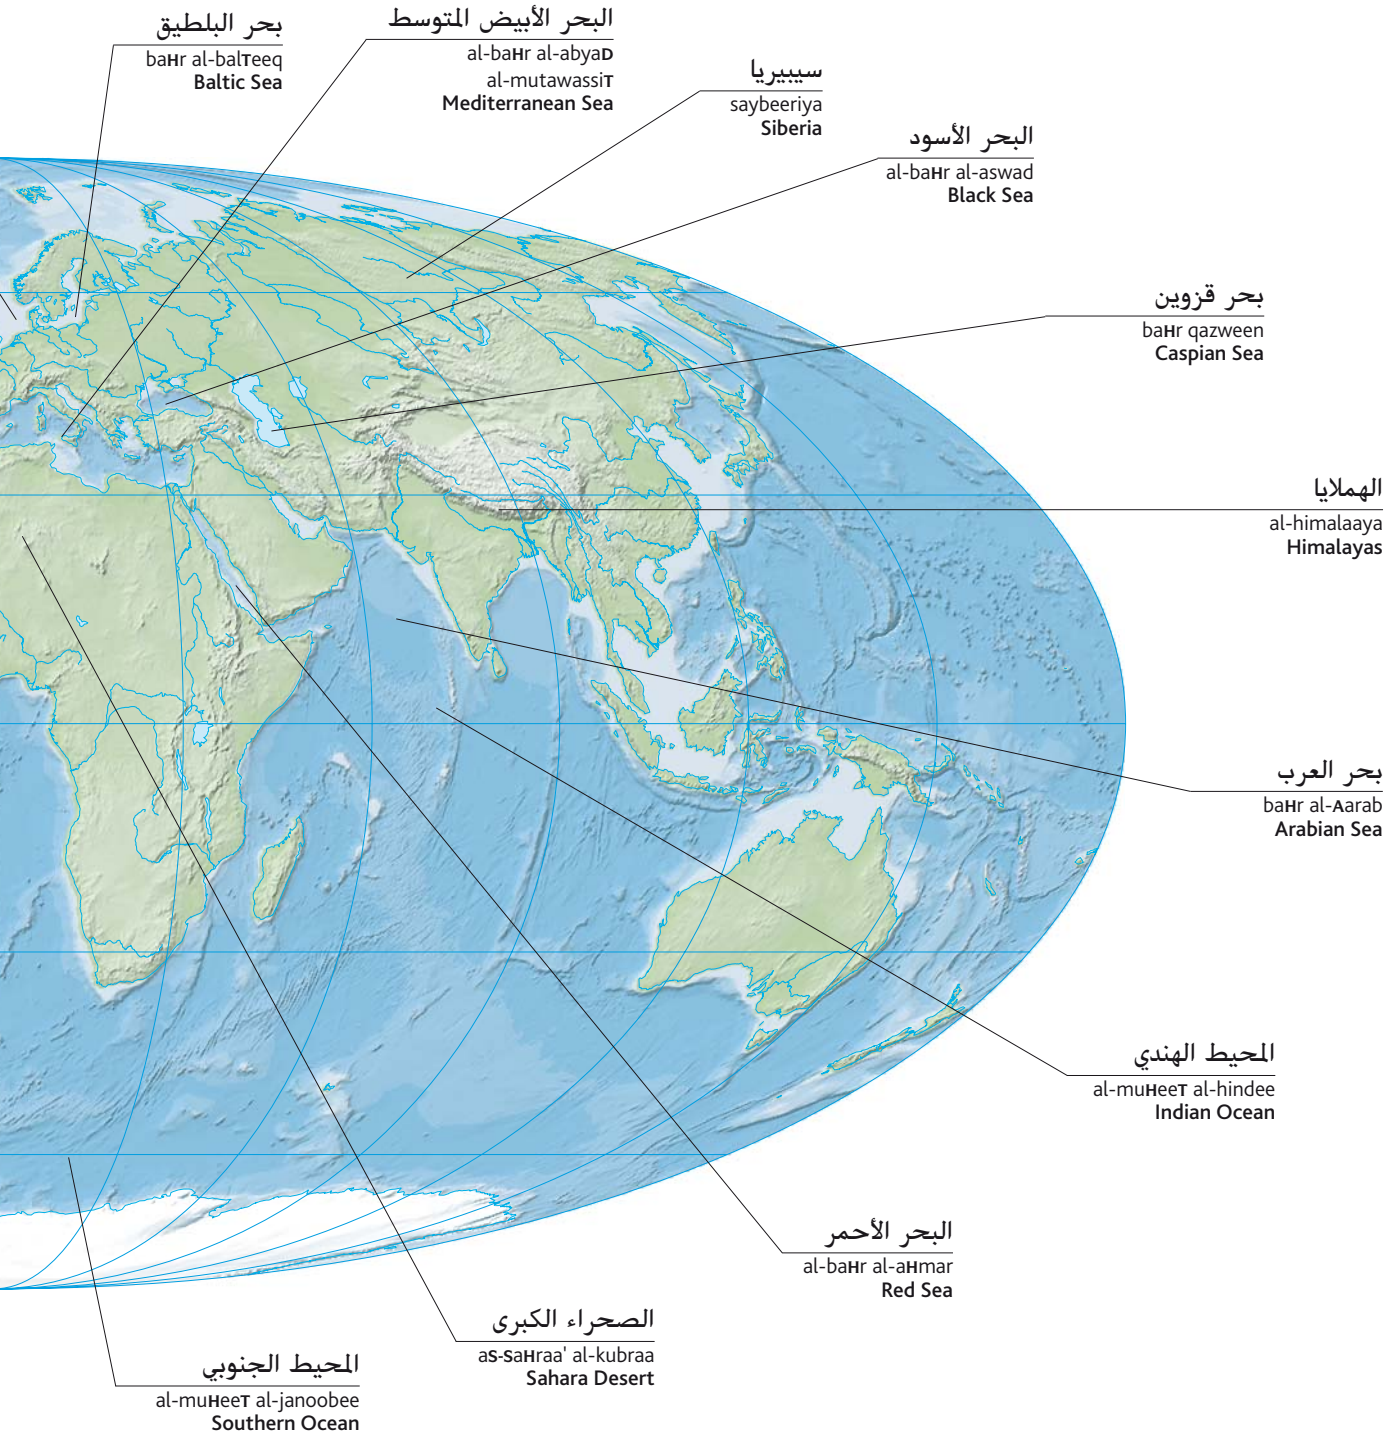 بحر البلطيق
baHr al-balTeeq
Baltic Sea
البحر الأبيض المتوسط
al-baHr al-abyaD
al-mutawassiT
Mediterranean Sea
سيبيريا
saybeeriya
Siberia
البحر الأسود
al-baHr al-aswad
Black Sea
بحر قزوين
baHr qazween
Caspian Sea
الهملايا
al-himalaaya
Himalayas
بحر العرب
baHr al-Aarab
Arabian Sea
المحيط الهندي
al-muHeeT al-hindee
Indian Ocean
البحر الأحمر
al-baHr al-aHmar
Red Sea
الصحراء الكبرى
aS-SaHraa' al-kubraa
Sahara Desert
المحيط الجنوبي
al-muHeeT al-janoobee
Southern Ocean